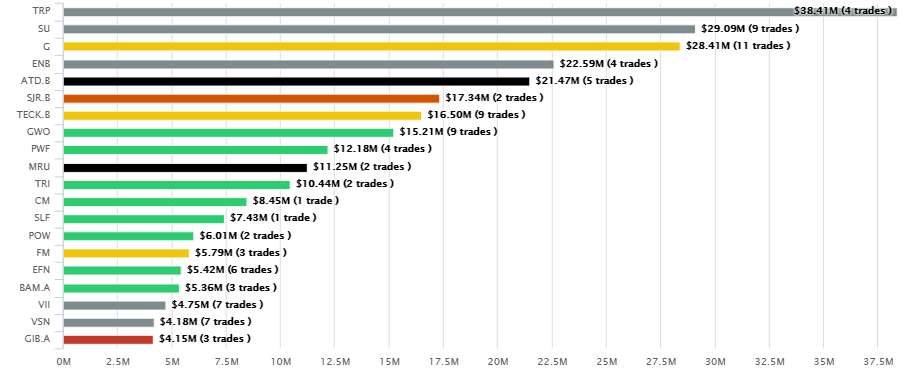 TRP $38.41M (4 trades )
SU $29.09M (9 trades )
G $28.41M (11 trades )
ENB $22.59M (4 trades )
ATD.B $21.47M (5 trades )
SJR.B $17.34M (2 trades )
TECK.B $16.50M (9 trades )
GWO $15.21M (9 trades )
PWF $12.18M (4 trades )
MRU $11.25M (2 trades )
TRI $10.44M (2 trades )
CM $8.45M (1 trade )
SLF $7.43M (1 trade )
POW $6.01M (2 trades )
FM $5.79M (3 trades )
EFN $5.42M (6 trades )
BAM.A $5.36M (3 trades )
VII $4.75M (7 trades )
VSN $4.18M (7 trades )
GIB.A $4.15M (3 trades )
0M 2.5M 5M 7.5M 10M 12.5M 15M 17.5M 20M 22.5M 25M 27.5M 30M 32.5M 35M 37.5M